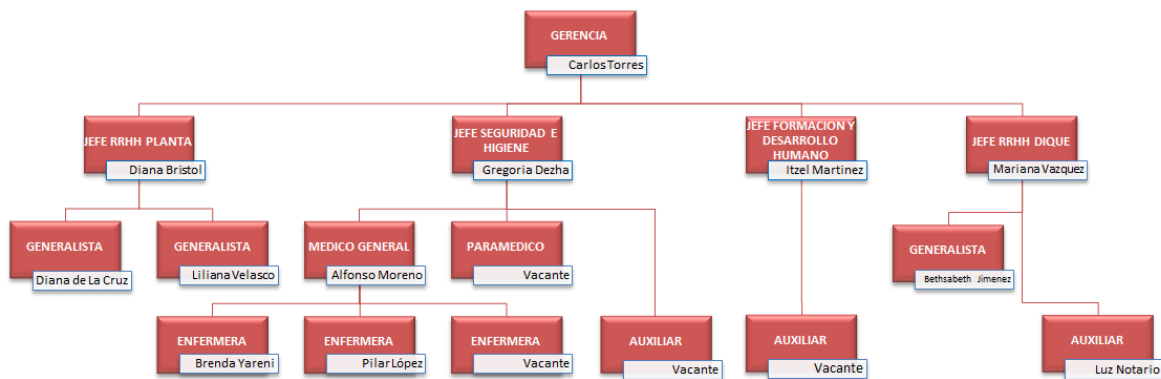 GERENCIA
Carlos Torres
JEFE RRHH PLANTA
Diana Bristol
JEFE SEGURIDAD E
HIGIENE
Gregoria Dezha
JEFE FORMACION Y
DESARROLLO
HUMANO
Itzel Martinez
JEFE RRHH DIQUE
Mariana Vazquez
GENERALISTA
Diana de La Cruz
GENERALISTA
Liliana Velasco
MEDICO GENERAL
Alfonso Moreno
PARAMEDICO
Vacante
GENERALISTA
Bethsabeth Jimenez
ENFERMERA
Brenda Yareni
ENFERMERA
Pilar López
ENFERMERA
Vacante
AUXILIAR
Vacante
AUXILIAR
Vacante
AUXILIAR
Luz Notario